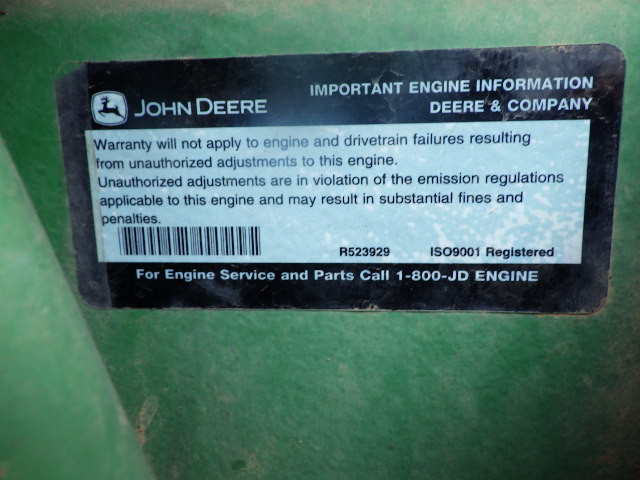 JOHN DEERE
IMPORTANT ENGINE INFORMATION
DEERE & COMPANY
Warranty will not apply to engine and drivetrain failures resulting
from unauthorized adjustments to this engine.
Unauthorized adjustments are in violation of the emission regulations
applicable to this engine and may result in substantial fines and
penalties.
R523929 ISO9001 Registered
For Engine Service and Parts Call 1-800-JD ENGINE